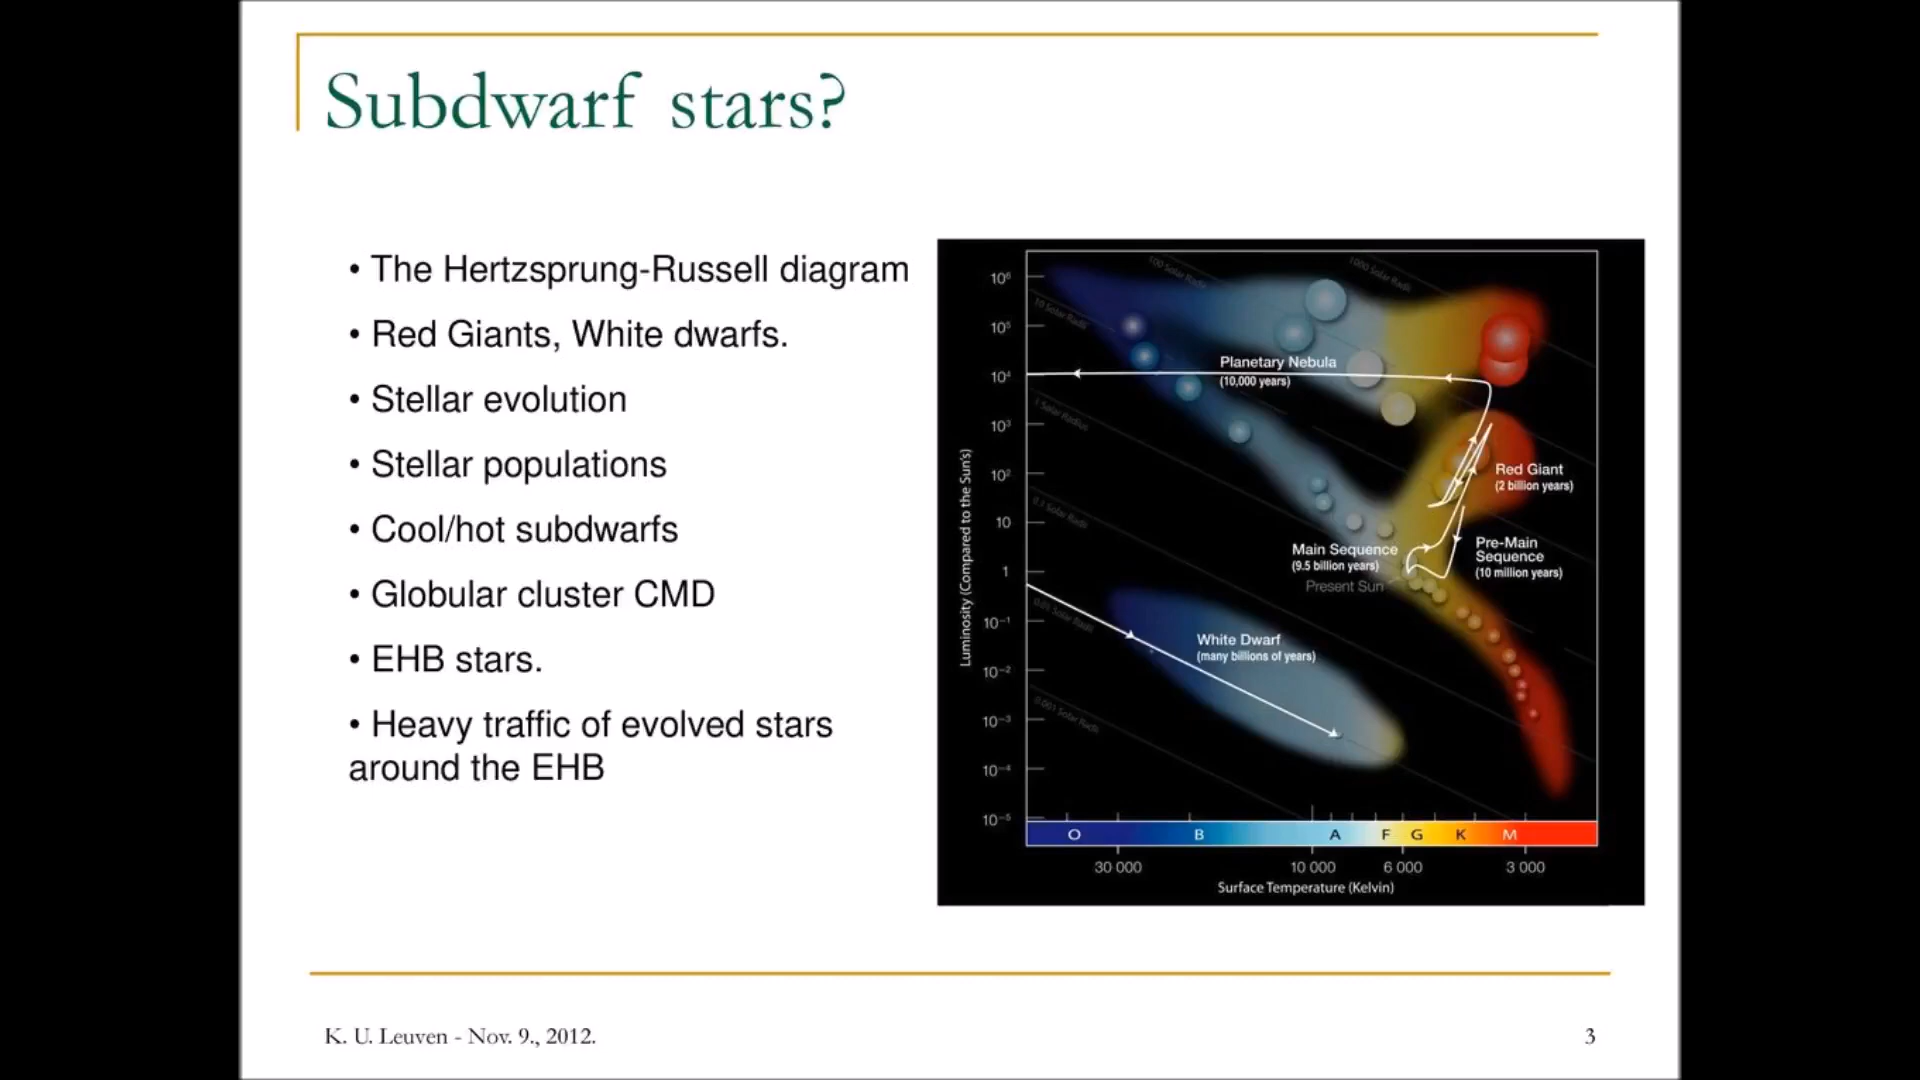 Subdwarf stars?
• The Hertzsprung-Russell diagram
• Red Giants, White dwarfs.
• Stellar evolution
• Stellar populations
• Cool/hot subdwarfs
• Globular cluster CMD
• EHB stars.
• Heavy traffic of evolved stars
around the EHB
100 Solar Radii
1000 Solar Radii
10 Solar Radii
1 Solar Radius
0.1 Solar Radii
0.01 Solar Radii
0.001 Solar Radii
10⁶
10⁵
10⁴
10³
10²
10
1
10⁻¹
10⁻²
10⁻³
10⁻⁴
10⁻⁵
Luminosity (Compared to the Sun's)
Planetary Nebula
(10,000 years)
Red Giant
(2 billion years)
Main Sequence
(9.5 billion years)
Present Sun
Pre-Main
Sequence
(10 million years)
White Dwarf
(many billions of years)
O B A F G K M
30 000 10 000 6 000 3 000
Surface Temperature (Kelvin)
K. U. Leuven - Nov. 9., 2012.
3